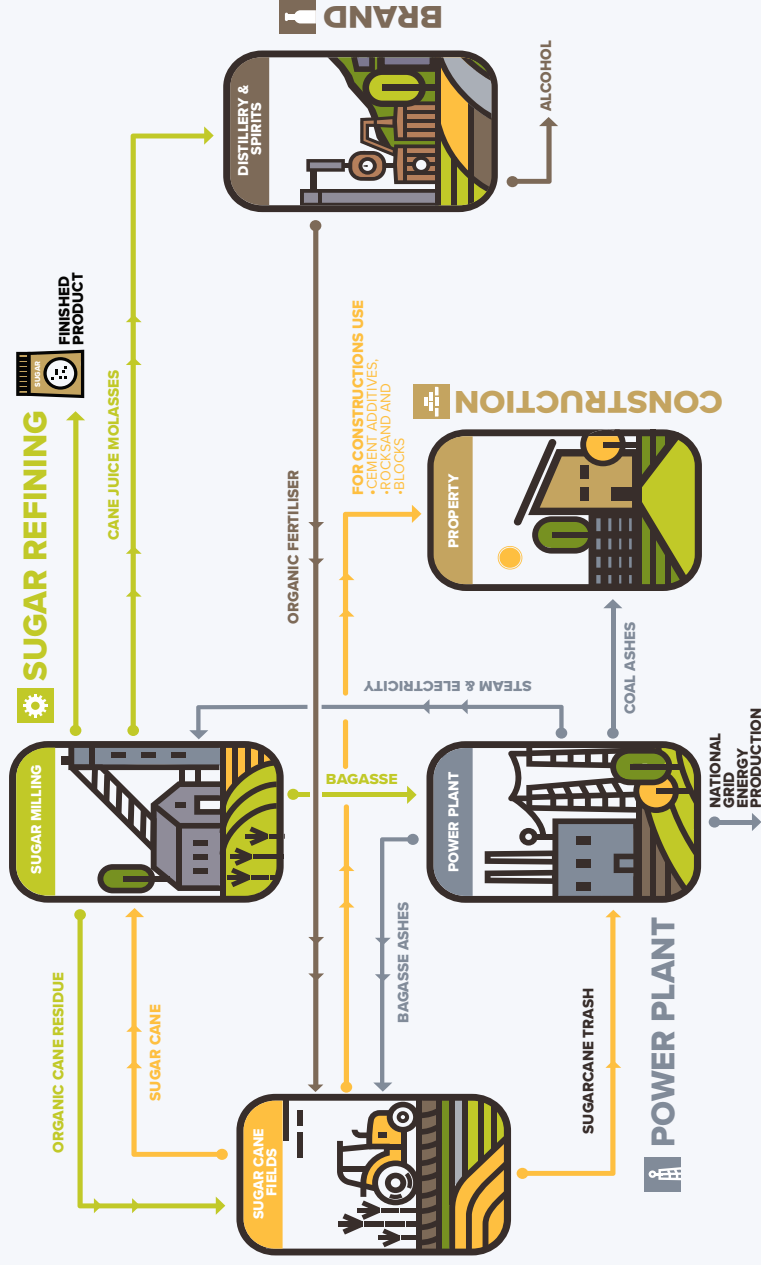 SUGAR REFINING
SUGAR
FINISHED
PRODUCT
BRAND
ORGANIC CANE RESIDUE
SUGAR CANE
SUGAR MILLING
CANE JUICE MOLASSES
DISTILLERY &
SPIRITS
ALCOHOL
SUGAR CANE
FIELDS
ORGANIC FERTILISER
FOR CONSTRUCTIONS USE
• CEMENT ADDITIVES,
• ROCKSAND AND
• BLOCKS
BAGASSE
BAGASSE ASHES
STEAM & ELECTRICITY
CONSTRUCTION
PROPERTY
POWER PLANT
COAL ASHES
SUGARCANE TRASH
POWER PLANT
NATIONAL
GRID
ENERGY
PRODUCTION